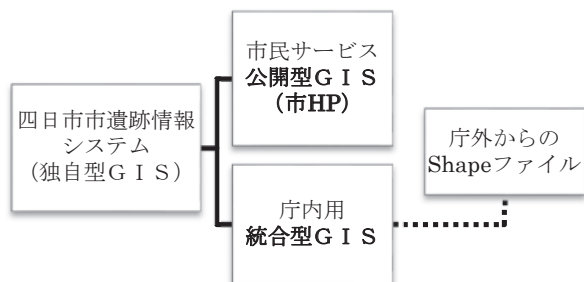 四日市市遺跡情報
システム
（独自型ＧＩＳ）
市民サービス
公開型ＧＩＳ
（市HP）
庁内用
統合型ＧＩＳ
庁外からの
Shapeファイル